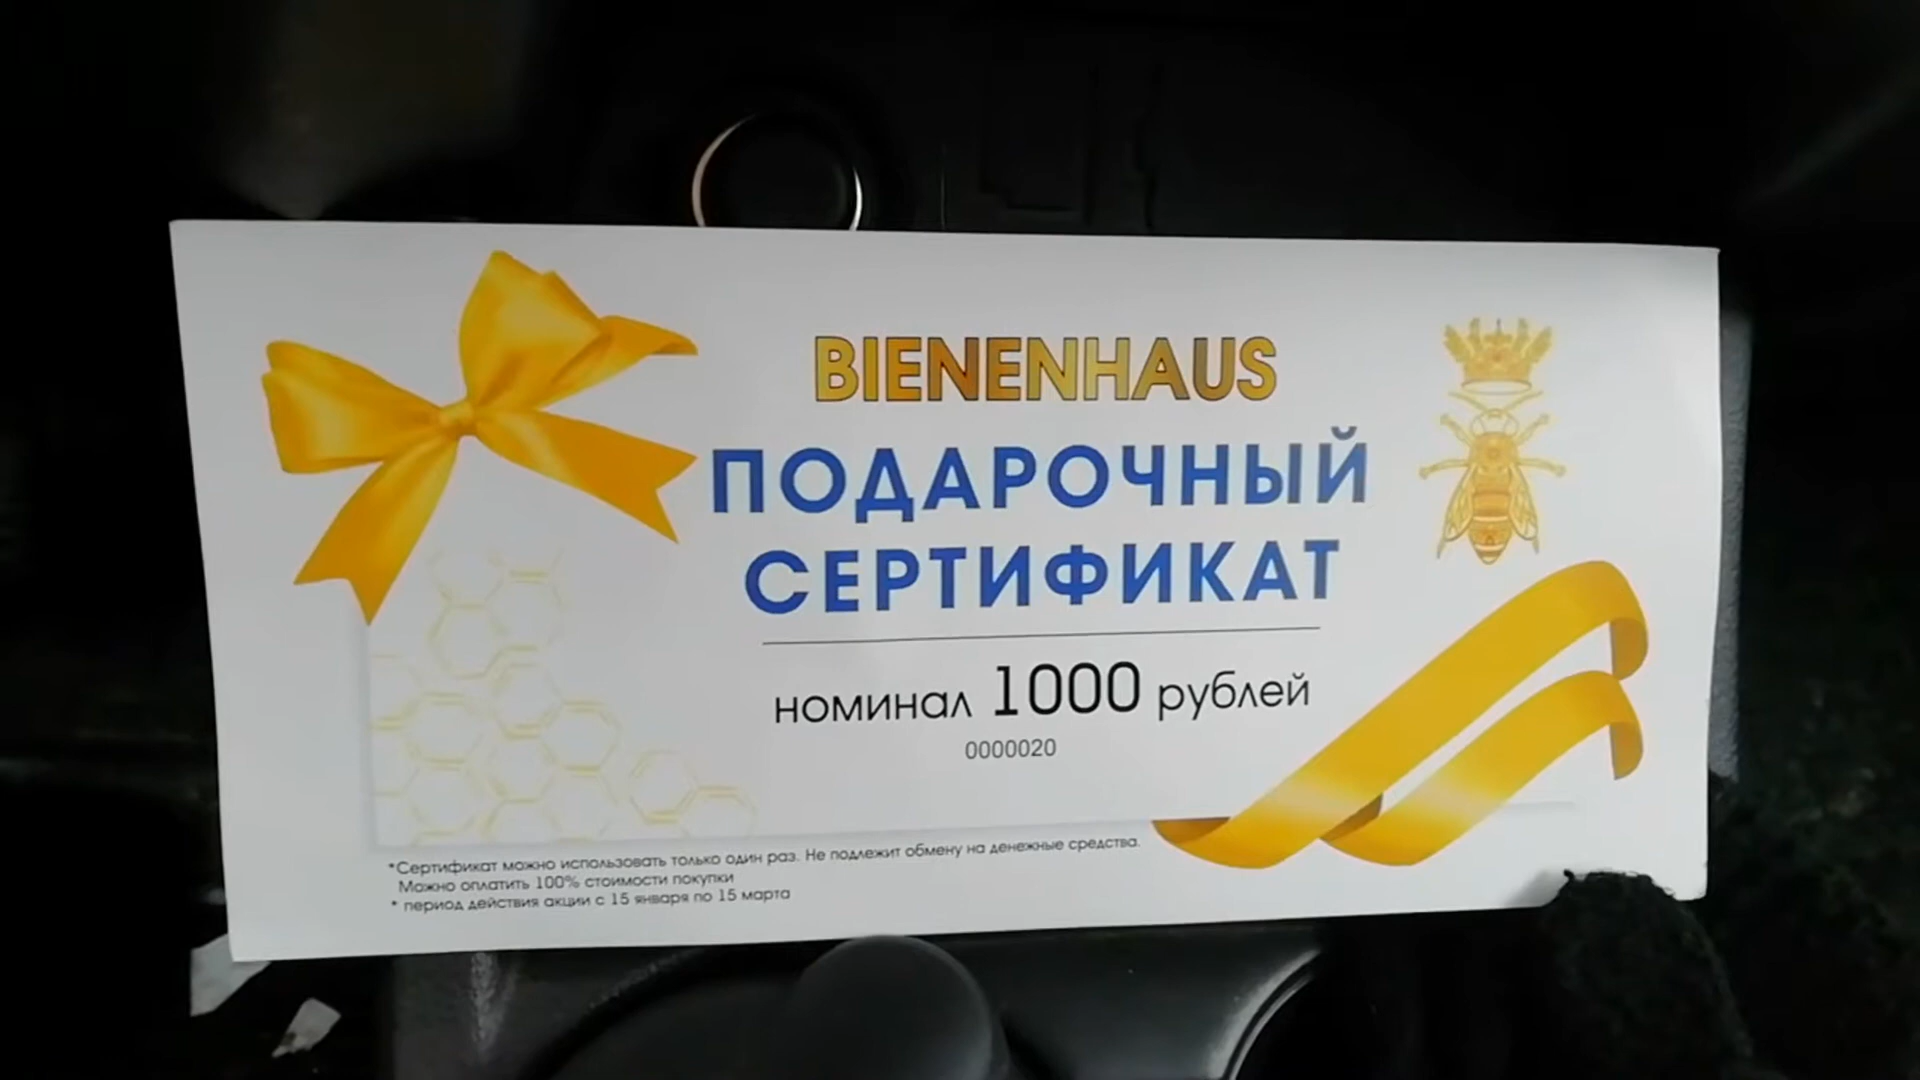 BIENENHAUS
ПОДАРОЧНЫЙ
СЕРТИФИКАТ
номинал 1000 рублей
0000020
*Сертификат можно использовать только один раз. Не подлежит обмену на денежные средства.
Можно оплатить 100% стоимости покупки
* период действия акции с 15 января по 15 марта